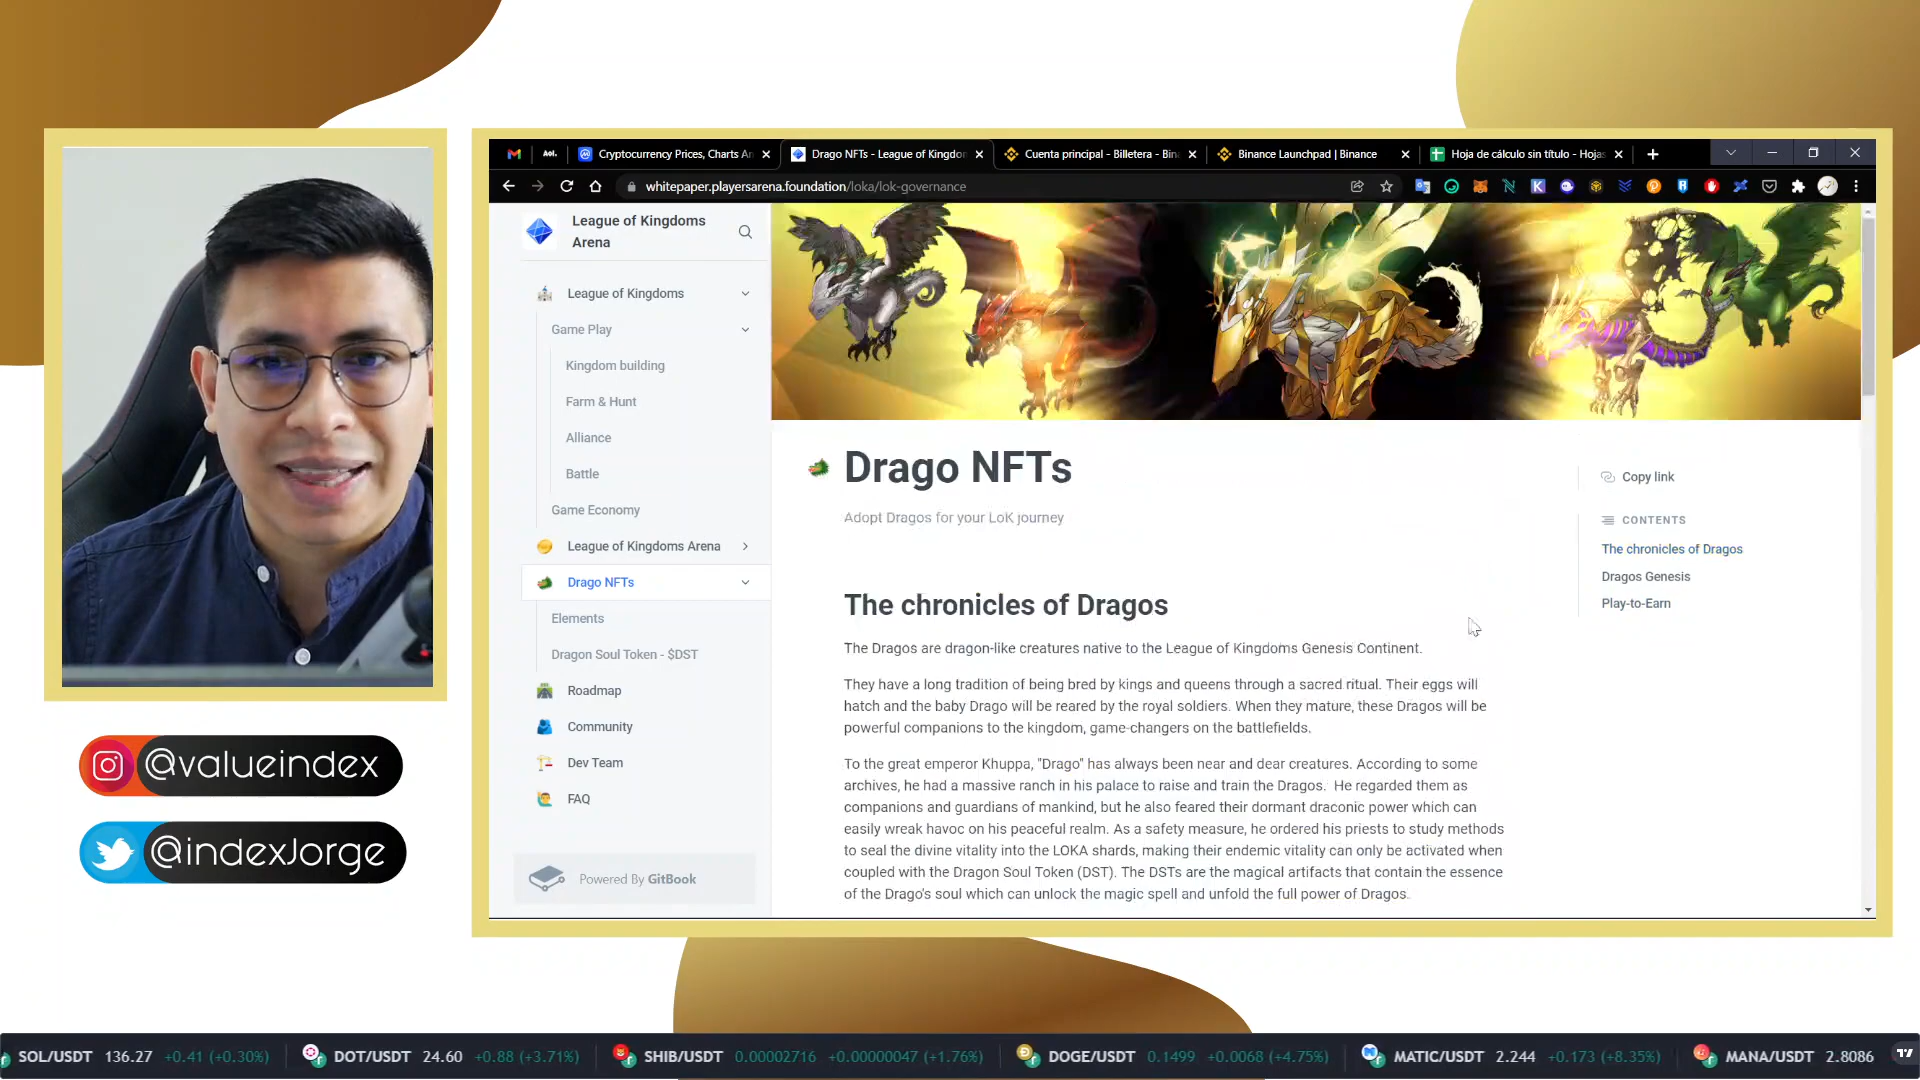 Aol.
Cryptocurrency Prices, Charts An
Drago NFTs - League of Kingdon
Cuenta principal - Billetera - Bin
Binance Launchpad | Binance
Hoja de cálculo sin título - Hojas
whitepaper.playersarena.foundation/loka/lok-governance
League of Kingdoms
Arena
League of Kingdoms
Game Play
Kingdom building
Farm & Hunt
Alliance
Battle
Game Economy
League of Kingdoms Arena
Drago NFTs
Elements
Dragon Soul Token - $DST
Roadmap
Community
Dev Team
FAQ
Powered By GitBook
Drago NFTs
Adopt Dragos for your LoK journey
The chronicles of Dragos
The Dragos are dragon-like creatures native to the League of Kingdoms Genesis Continent.
They have a long tradition of being bred by kings and queens through a sacred ritual. Their eggs will
hatch and the baby Drago will be reared by the royal soldiers. When they mature, these Dragos will be
powerful companions to the kingdom, game-changers on the battlefields.
To the great emperor Khuppa, "Drago" has always been near and dear creatures. According to some
archives, he had a massive ranch in his palace to raise and train the Dragos. He regarded them as
companions and guardians of mankind, but he also feared their dormant draconic power which can
easily wreak havoc on his peaceful realm. As a safety measure, he ordered his priests to study methods
to seal the divine vitality into the LOKA shards, making their endemic vitality can only be activated when
coupled with the Dragon Soul Token (DST). The DSTs are the magical artifacts that contain the essence
of the Drago's soul which can unlock the magic spell and unfold the full power of Dragos.
Copy link
CONTENTS
The chronicles of Dragos
Dragos Genesis
Play-to-Earn
@valueindex
@indexJorge
SOL/USDT 136.27 +0.41 (+0.30%)
DOT/USDT 24.60 +0.88 (+3.71%)
SHIB/USDT 0.00002716 +0.00000047 (+1.76%)
DOGE/USDT 0.1499 +0.0068 (+4.75%)
MATIC/USDT 2.244 +0.173 (+8.35%)
MANA/USDT 2.8086